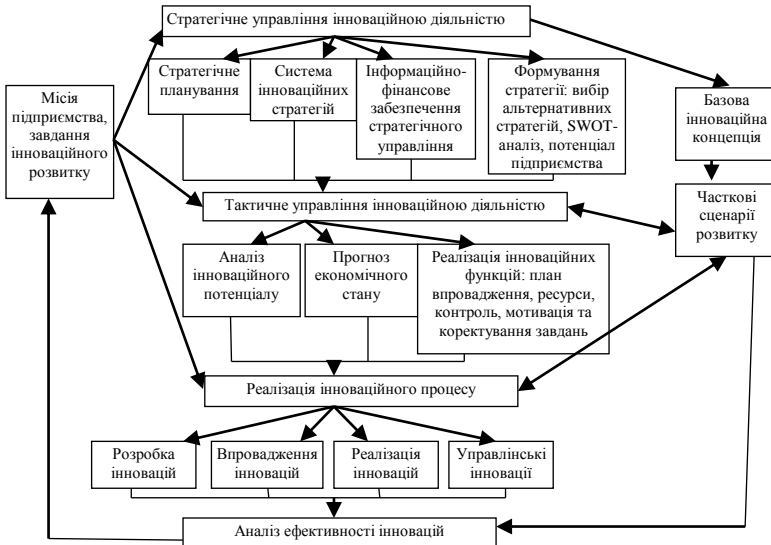 Стратегічне управління інноваційною діяльністю
Стратегічне
планування
Система
інноваційних
стратегій
Інформаційно-
фінансове
забезпечення
стратегічного
управління
Формування
стратегії: вибір
альтернативних
стратегій, SWOT-
аналіз, потенціал
підприємства
Місія
підприємства,
завдання
інноваційного
розвитку
Базова
інноваційна
концепція
Тактичне управління інноваційною діяльністю
Часткові
сценарії
розвитку
Аналіз
інноваційного
потенціалу
Прогноз
економічного
стану
Реалізація інноваційних
функцій: план
впровадження, ресурси,
контроль, мотивація та
коректування завдань
Реалізація інноваційного процесу
Розробка
інновацій
Впровадження
інновацій
Реалізація
інновацій
Управлінські
інновації
Аналіз ефективності інновацій